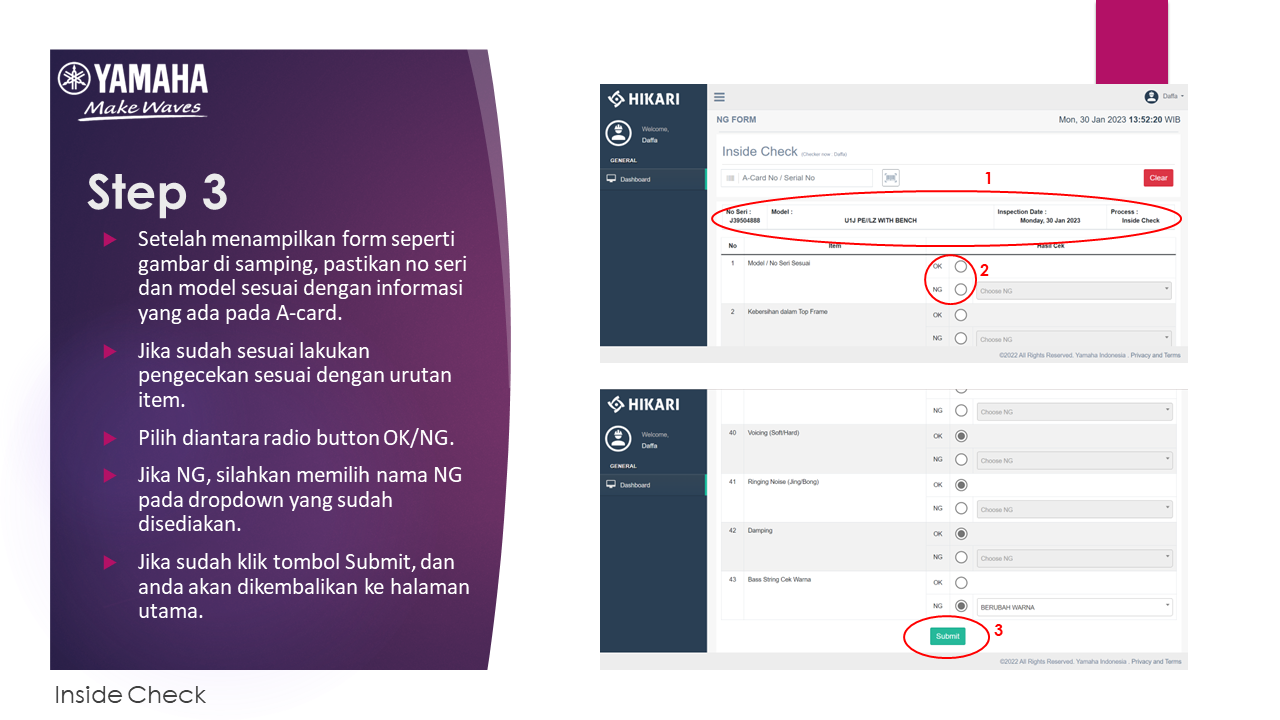 YAMAHA
Make Waves
Step 3
Setelah menampilkan form seperti
gambar di samping, pastikan no seri
dan model sesuai dengan informasi
yang ada pada A-card.
Jika sudah sesuai lakukan
pengecekan sesuai dengan urutan
item.
Pilih diantara radio button OK/NG.
Jika NG, silahkan memilih nama NG
pada dropdown yang sudah
disediakan.
Jika sudah klik tombol Submit, dan
anda akan dikembalikan ke halaman
utama.
Inside Check
HIKARI
Daffa
Welcome,
Daffa
GENERAL
Dashboard
NG FORM
Mon, 30 Jan 2023 13:52:20 WIB
Inside Check (Checker now : Daffa)
A-Card No / Serial No
Clear
1
No Seri : Model : Inspection Date : Process :
J39504888 U1J PE//LZ WITH BENCH Monday, 30 Jan 2023 Inside Check
No Item Hasil Cek
1 Model / No Seri Sesuai OK
2
NG Choose NG
2 Kebersihan dalam Top Frame OK
NG Choose NG
©2022 All Rights Reserved. Yamaha Indonesia . Privacy and Terms
HIKARI
Welcome,
Daffa
GENERAL
Dashboard
NG Choose NG
40 Voicing (Soft/Hard) OK
NG Choose NG
41 Ringing Noise (Jing/Bong) OK
NG Choose NG
42 Damping OK
NG Choose NG
43 Bass String Cek Warna OK
NG BERUBAH WARNA
Submit
3
©2022 All Rights Reserved. Yamaha Indonesia . Privacy and Terms